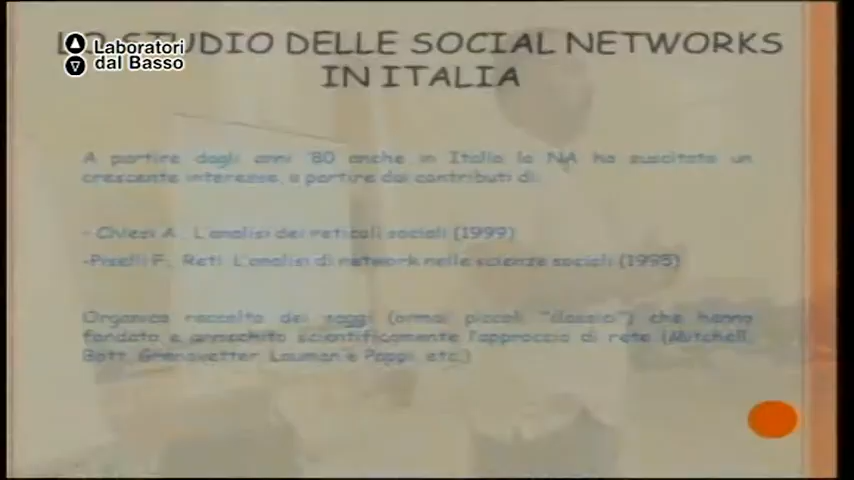 LO STUDIO DELLE SOCIAL NETWORKS
IN ITALIA
Laboratori
dal Basso
A partire dagli anni '80 anche in Italia la NA ha suscitato un
crescente interesse, a partire dai contributi di:
- Chiesi A., L'analisi dei reticoli sociali (1999)
-Piselli F., Reti. L'analisi di network nelle scienze sociali (1995)
Organica raccolta dei saggi (ormai piccoli "classici") che hanno
fondato e arricchito scientificamente l'approccio di rete (Mitchell,
Bott, Granovetter, Lauman e Pappi, etc.)